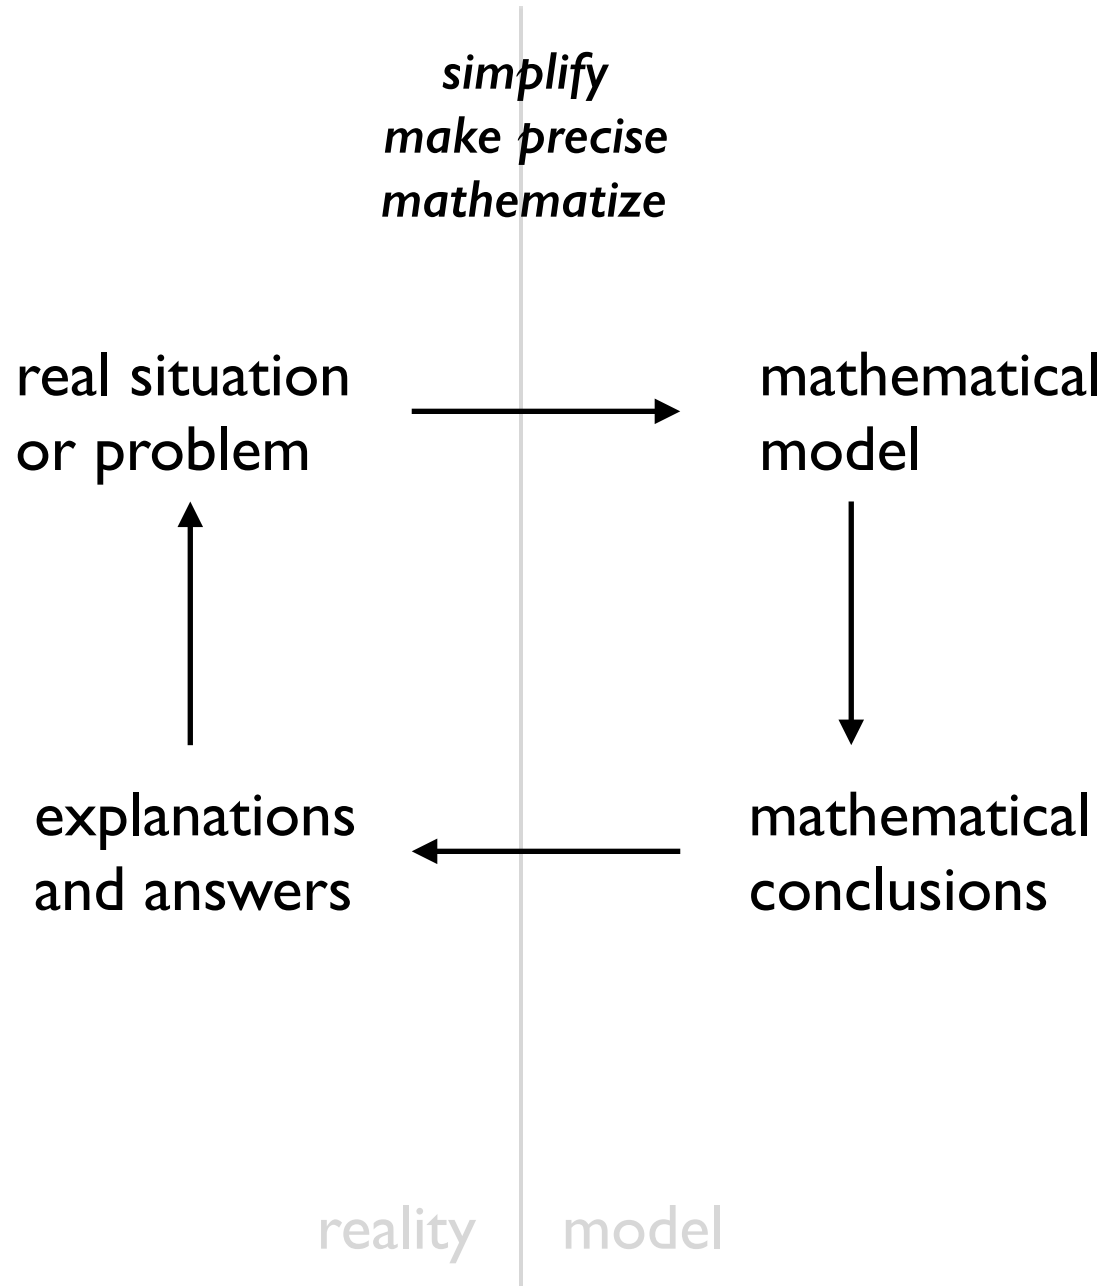 simplify
make precise
mathematize
real situation
or problem
mathematical
model
explanations
and answers
mathematical
conclusions
reality
model